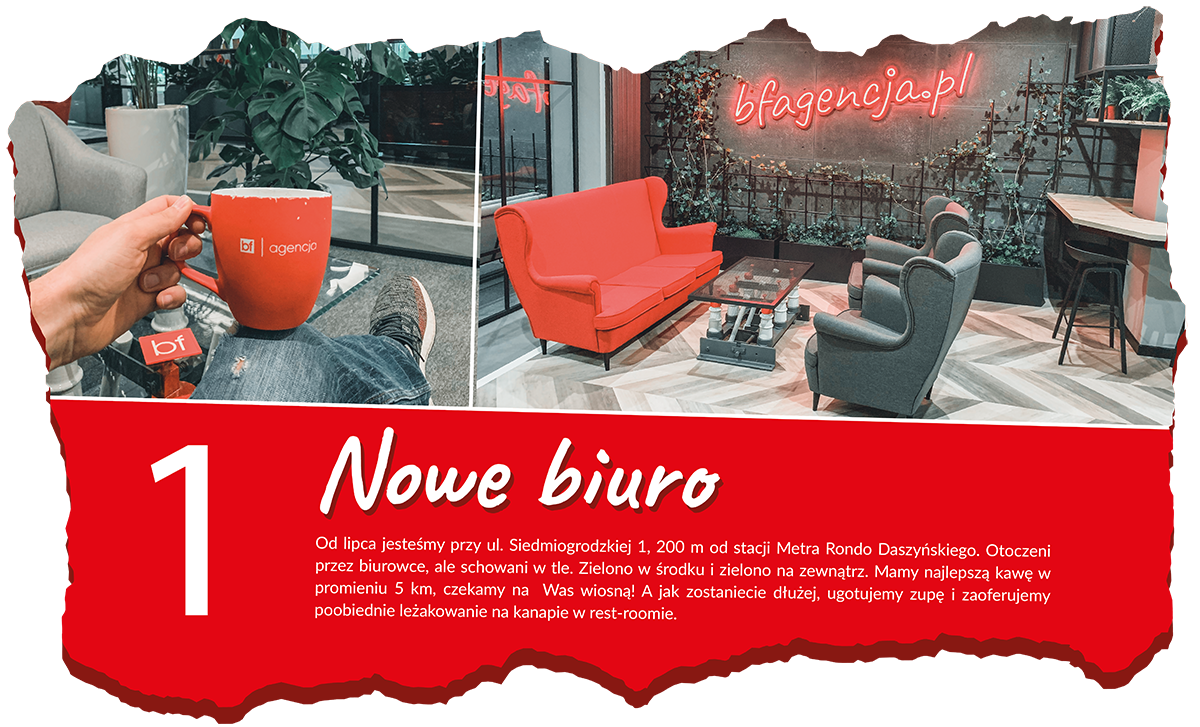 bf | agencja
bf
bfagencja.pl
1
Nowe biuro
Od lipca jesteśmy przy ul. Siedmiogrodzkiej 1, 200 m od stacji Metra Rondo Daszyńskiego. Otoczeni
przez biurowce, ale schowani w tle. Zielono w środku i zielono na zewnątrz. Mamy najlepszą kawę w
promieniu 5 km, czekamy na Was wiosną! A jak zostaniecie dłużej, ugotujemy zupę i zaoferujemy
poobiednie leżakowanie na kanapie w rest-roomie.